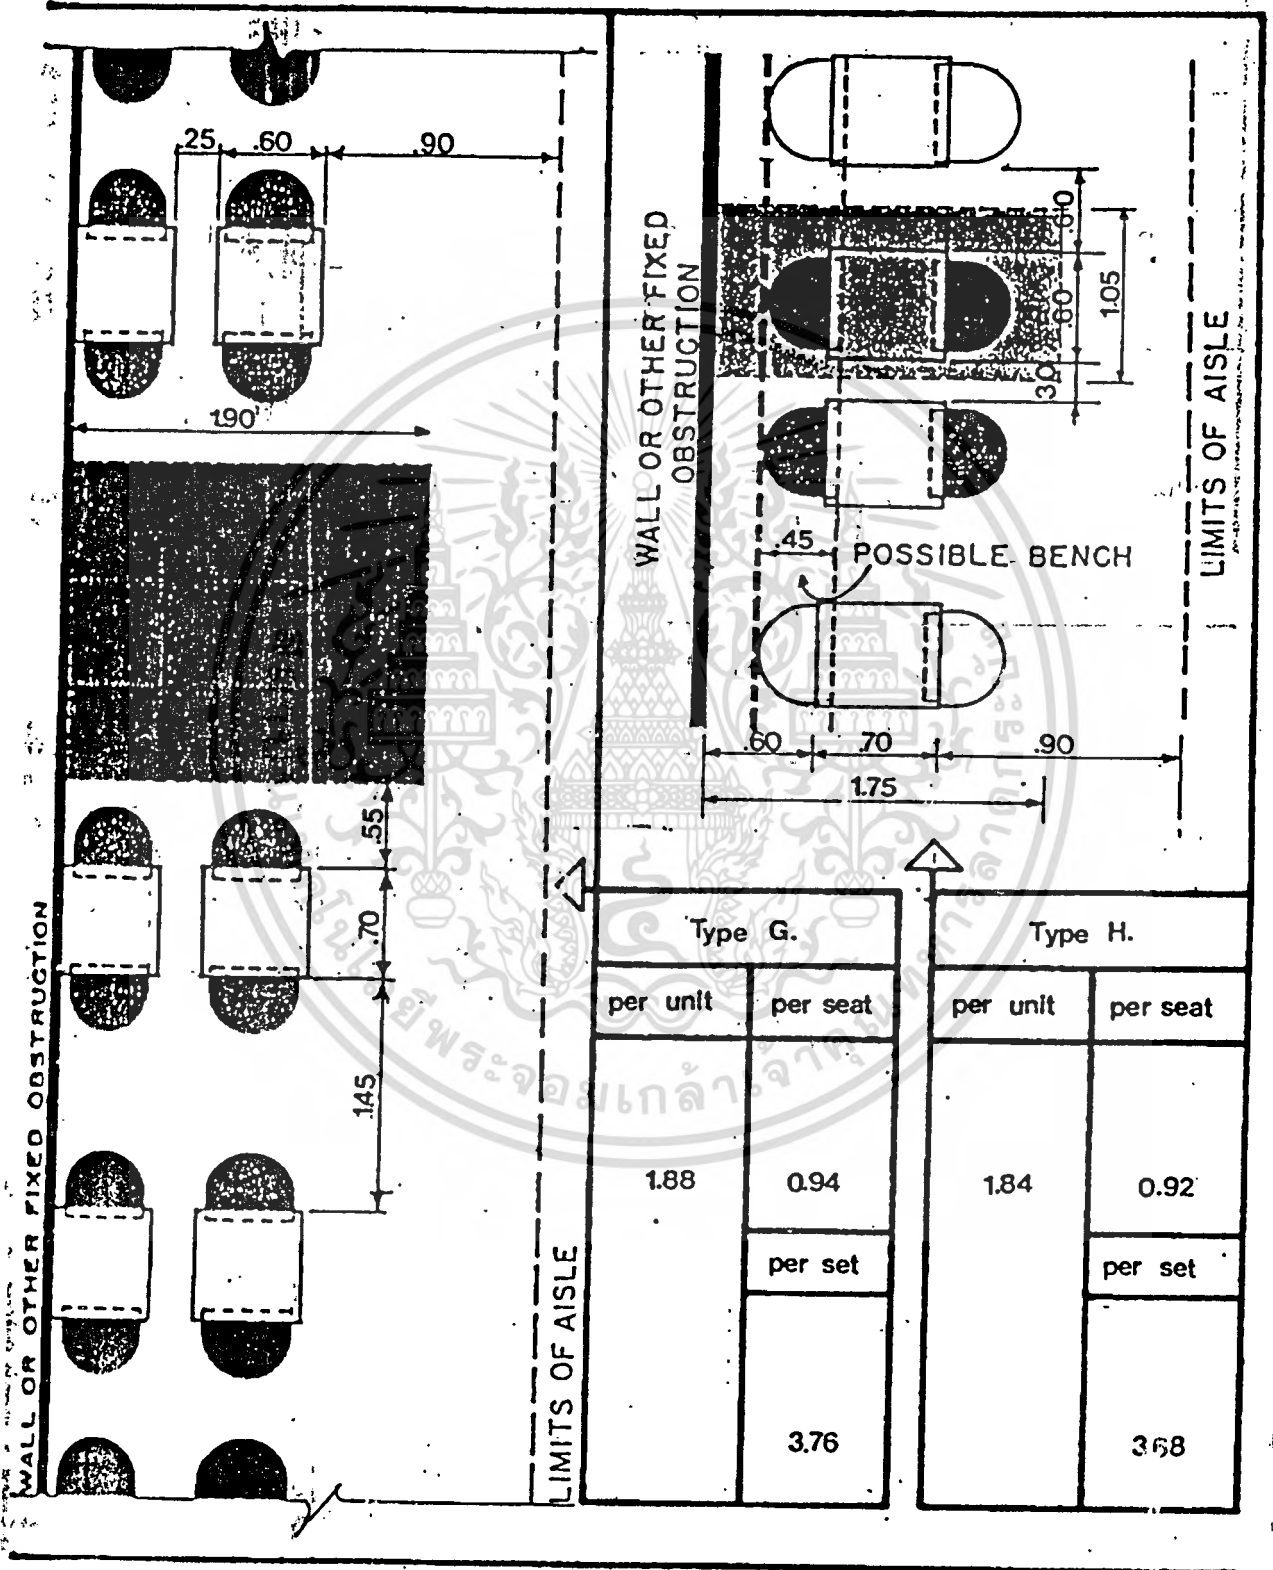 .25 .60 .90
1.90
.55
.70
1.45
WALL OR OTHER FIXED OBSTRUCTION
LIMITS OF AISLE
WALL OR OTHER FIXED
OBSTRUCTION
.60
.60
1.05
.30
.45
POSSIBLE BENCH
LIMITS OF AISLE
.60 .70 .90
1.75
Type G.
per unit per seat
1.88 0.94
per set
3.76
Type H.
per unit per seat
1.84 0.92
per set
3.68